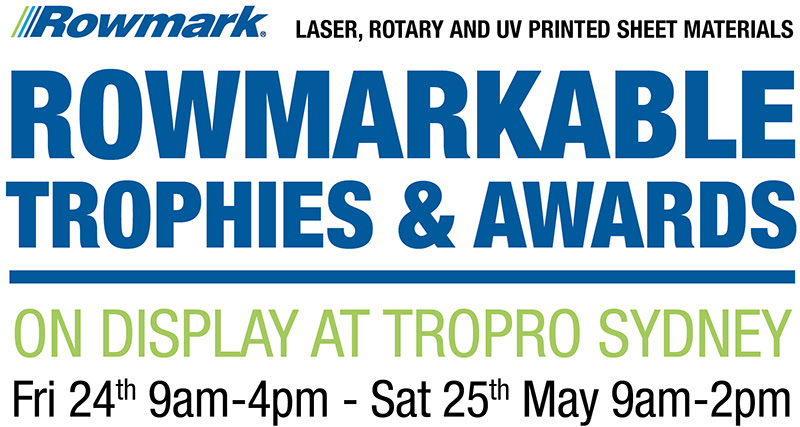 Rowmark® LASER, ROTARY AND UV PRINTED SHEET MATERIALS
ROWMARKABLE
TROPHIES & AWARDS
ON DISPLAY AT TROPRO SYDNEY
Fri 24th 9am-4pm - Sat 25th May 9am-2pm